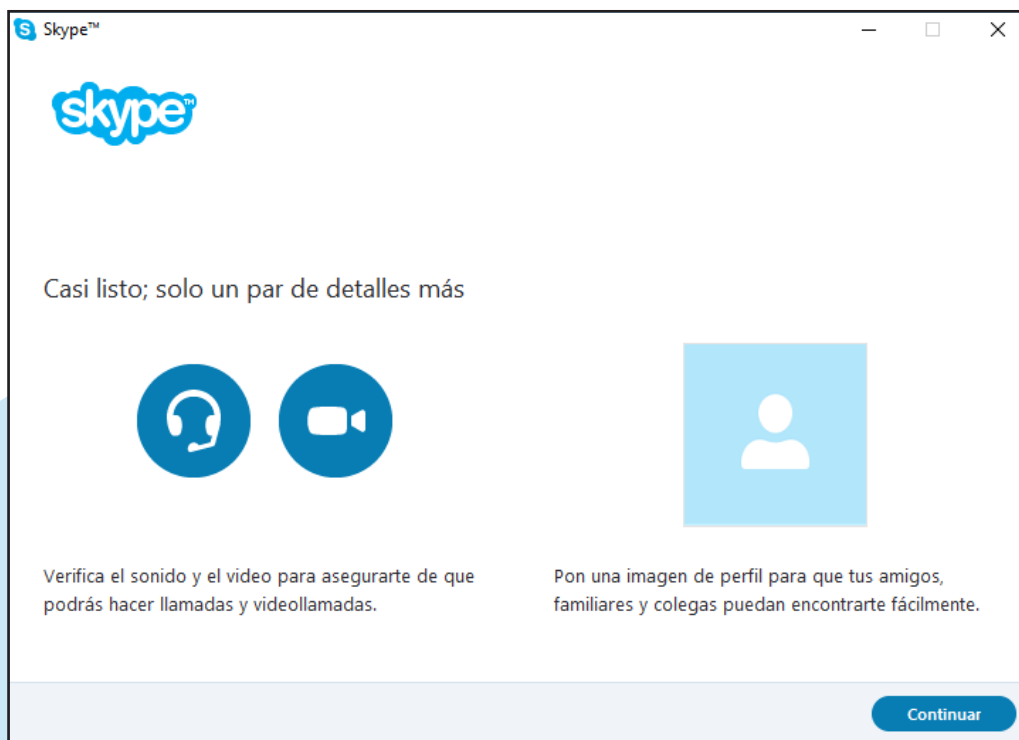 Skype™
skype™
Casi listo; solo un par de detalles más
Verifica el sonido y el video para asegurarte de que
podrás hacer llamadas y videollamadas.
Pon una imagen de perfil para que tus amigos,
familiares y colegas puedan encontrarte fácilmente.
Continuar